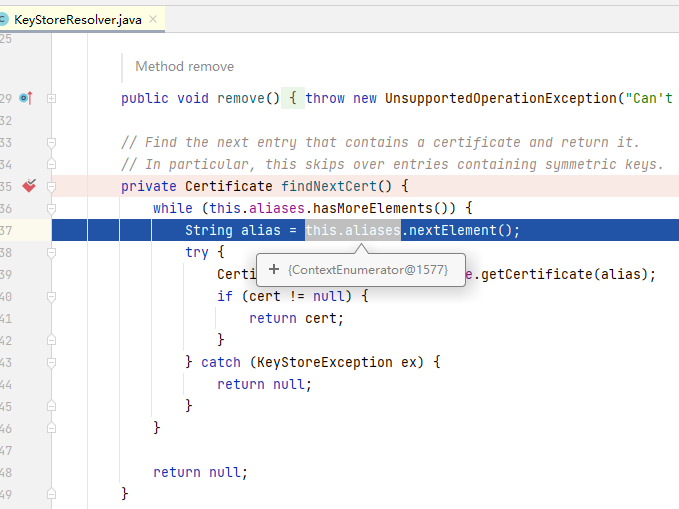 KeyStoreResolver.java
25
Method remove
29 public void remove() { throw new UnsupportedOperationException("Can't
32
33 // Find the next entry that contains a certificate and return it.
34 // In particular, this skips over entries containing symmetric keys.
35 private Certificate findNextCert() {
36 while (this.aliases.hasMoreElements()) {
37 String alias = this.aliases.nextElement();
38 try {
{ContextEnumerator@1577}
39 Certi e.getCertificate(alias);
40 if (cert != null) {
41 return cert;
42 }
43 } catch (KeyStoreException ex) {
44 return null;
45 }
46 }
47
48 return null;
49 }